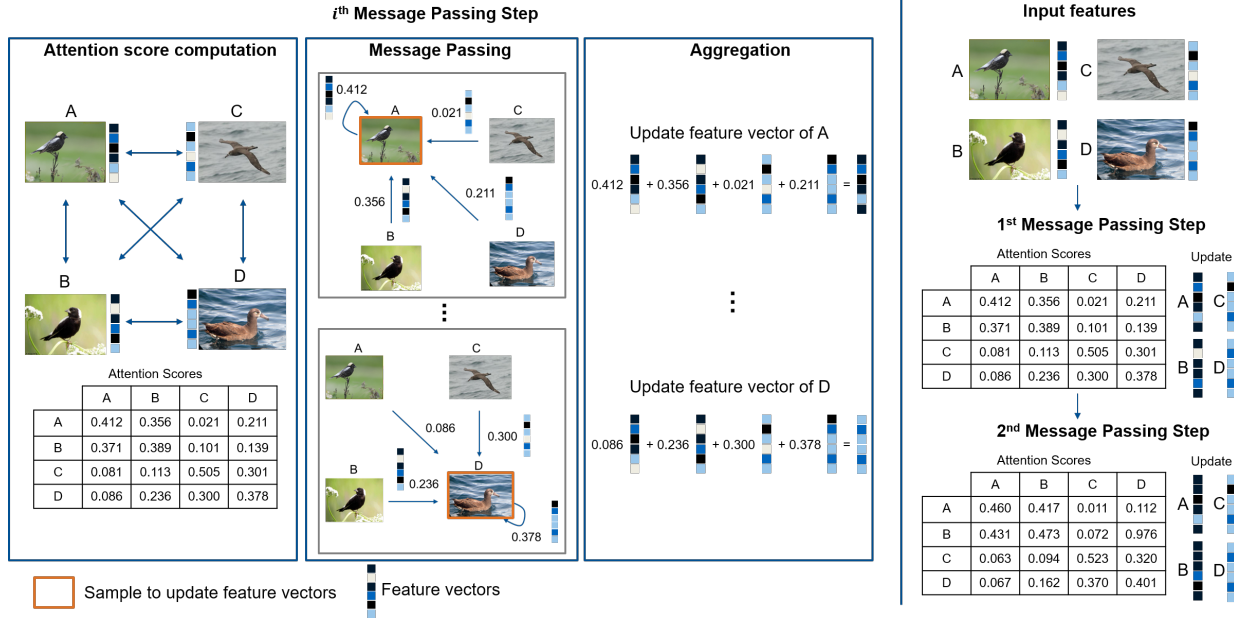 iᵗʰ Message Passing Step
Attention score computation
A
C
B
D
Attention Scores
A B C D
A 0.412 0.356 0.021 0.211
B 0.371 0.389 0.101 0.139
C 0.081 0.113 0.505 0.301
D 0.086 0.236 0.300 0.378
Message Passing
0.412
A
0.021
C
0.356
0.211
B
D
⋮
A
C
0.086
0.300
B
0.236
D
0.378
Aggregation
Update feature vector of A
0.412 + 0.356 + 0.021 + 0.211 =
⋮
Update feature vector of D
0.086 + 0.236 + 0.300 + 0.378 =
Sample to update feature vectors
Feature vectors
Input features
A C
B D
1ˢᵗ Message Passing Step
Attention Scores Update
A B C D
A 0.412 0.356 0.021 0.211
B 0.371 0.389 0.101 0.139
C 0.081 0.113 0.505 0.301
D 0.086 0.236 0.300 0.378
A C
B D
2ⁿᵈ Message Passing Step
Attention Scores Update
A B C D
A 0.460 0.417 0.011 0.112
B 0.431 0.473 0.072 0.976
C 0.063 0.094 0.523 0.320
D 0.067 0.162 0.370 0.401
A C
B D